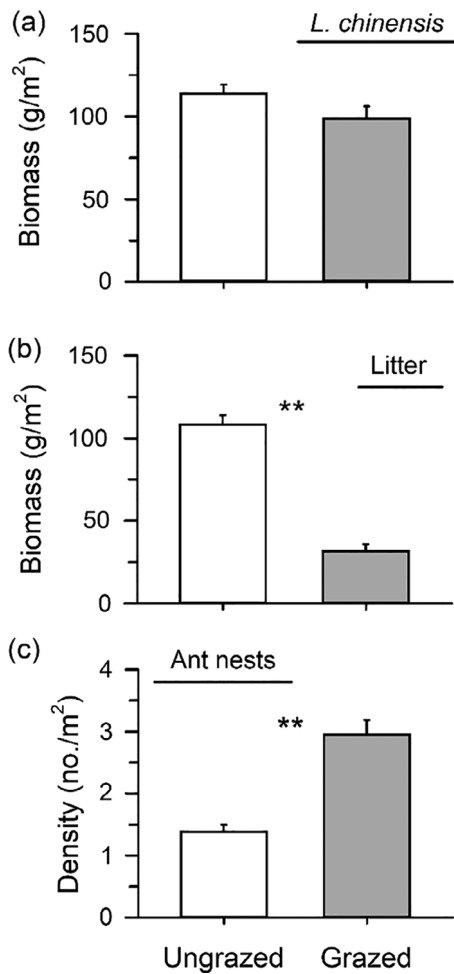 (a)
L. chinensis
Biomass (g/m²)
150
100
50
0
(b)
Litter
Biomass (g/m²)
150
100
50
0
**
(c)
Ant nests
Density (no./m²)
4
3
2
1
0
**
Ungrazed Grazed